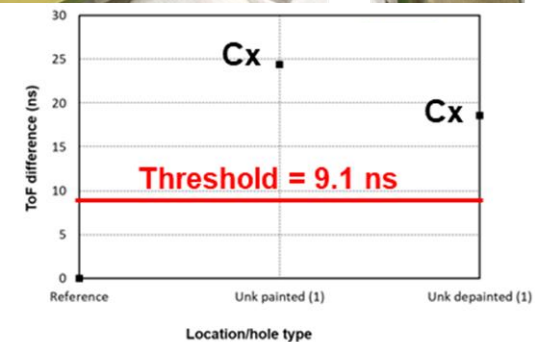 30
25
Cx
20
Cx
15
Threshold = 9.1 ns
10
5
0
ToF difference (ns)
Reference Unk painted (1) Unk depainted (1)
Location/hole type